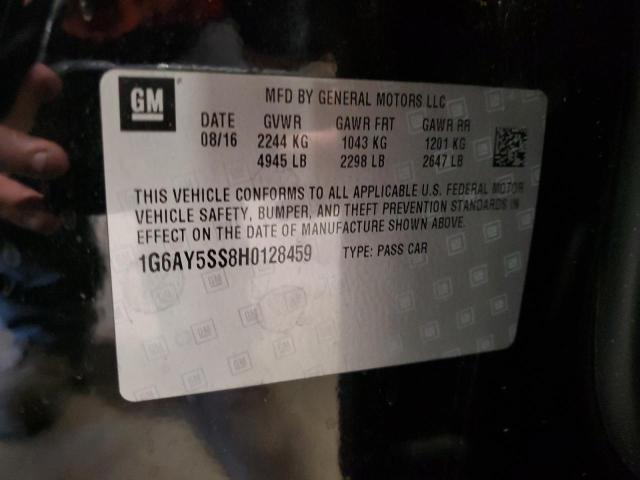 GM
MFD BY GENERAL MOTORS LLC
DATE GVWR GAWR FRT GAWR RR
08/16 2244 KG 1043 KG 1201 KG
4945 LB 2298 LB 2647 LB
THIS VEHICLE CONFORMS TO ALL APPLICABLE U.S. FEDERAL MOTOR
VEHICLE SAFETY, BUMPER, AND THEFT PREVENTION STANDARDS IN
EFFECT ON THE DATE OF MANUFACTURE SHOWN ABOVE.
1G6AY5SS8H0128459 TYPE: PASS CAR